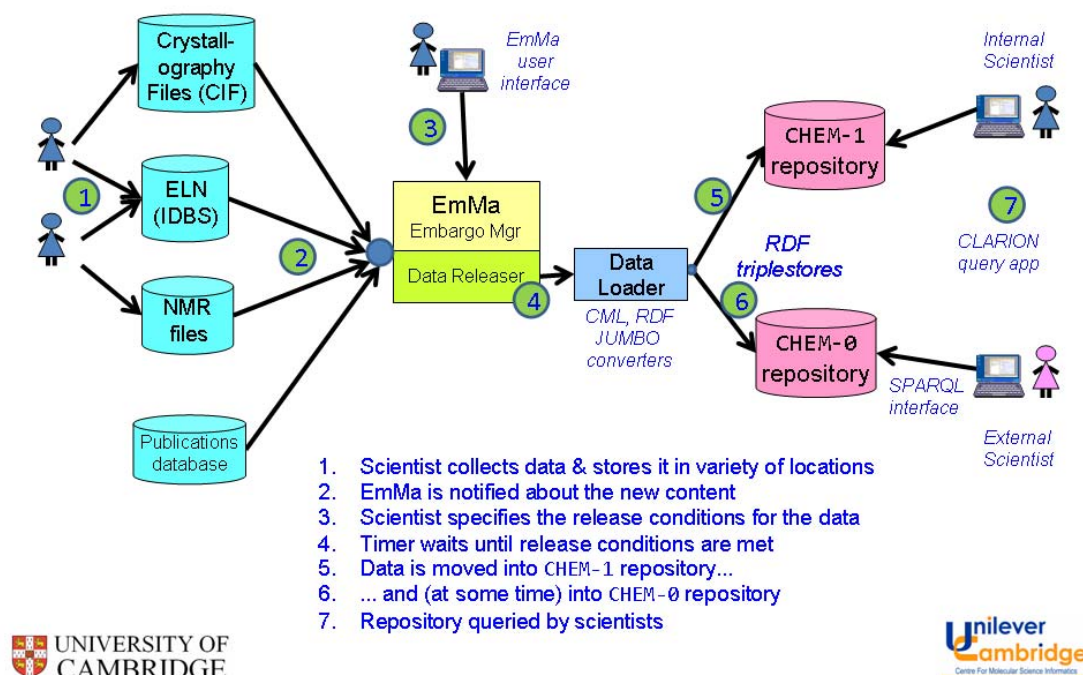 Crystall-
ography
Files (CIF)
EmMa
user
interface
Internal
Scientist
3
CHEM-1
repository
1
ELN
(IDBS)
EmMa
Embargo Mgr
5
7
2
RDF
triplestores
CLARION
query app
Data Releaser
4
Data
Loader
6
NMR
files
CML, RDF
JUMBO
converters
CHEM-0
repository
SPARQL
interface
Publications
database
External
Scientist
1. Scientist collects data & stores it in variety of locations
2. EmMa is notified about the new content
3. Scientist specifies the release conditions for the data
4. Timer waits until release conditions are met
5. Data is moved into CHEM-1 repository...
6. ... and (at some time) into CHEM-0 repository
7. Repository queried by scientists
UNIVERSITY OF
CAMBRIDGE
Unilever
Cambridge
Centre For Molecular Science Informatics